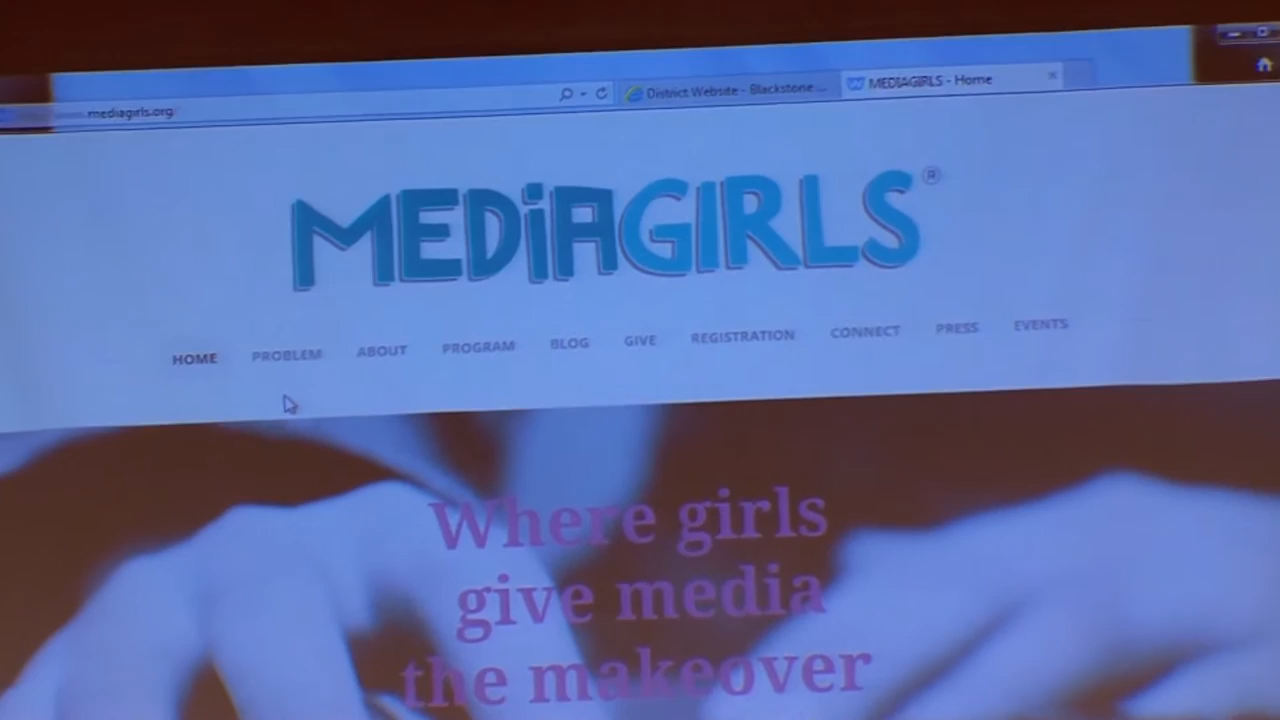 mediagirls.org
District Website - Blackstone ...
MEDIAGIRLS - Home
MEDIAGIRLS®
HOME PROBLEM ABOUT PROGRAM BLOG GIVE REGISTRATION CONNECT PRESS EVENTS
Where girls
give media
the makeover